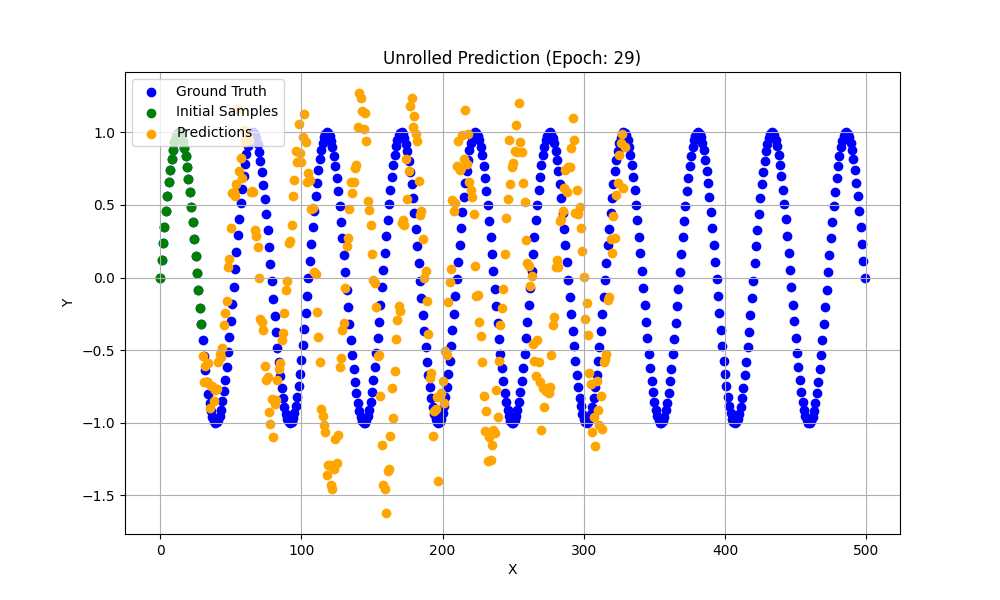 Unrolled Prediction (Epoch: 29)
Ground Truth
Initial Samples
Predictions
1.0
0.5
0.0
−0.5
−1.0
−1.5
Y
0 100 200 300 400 500
X